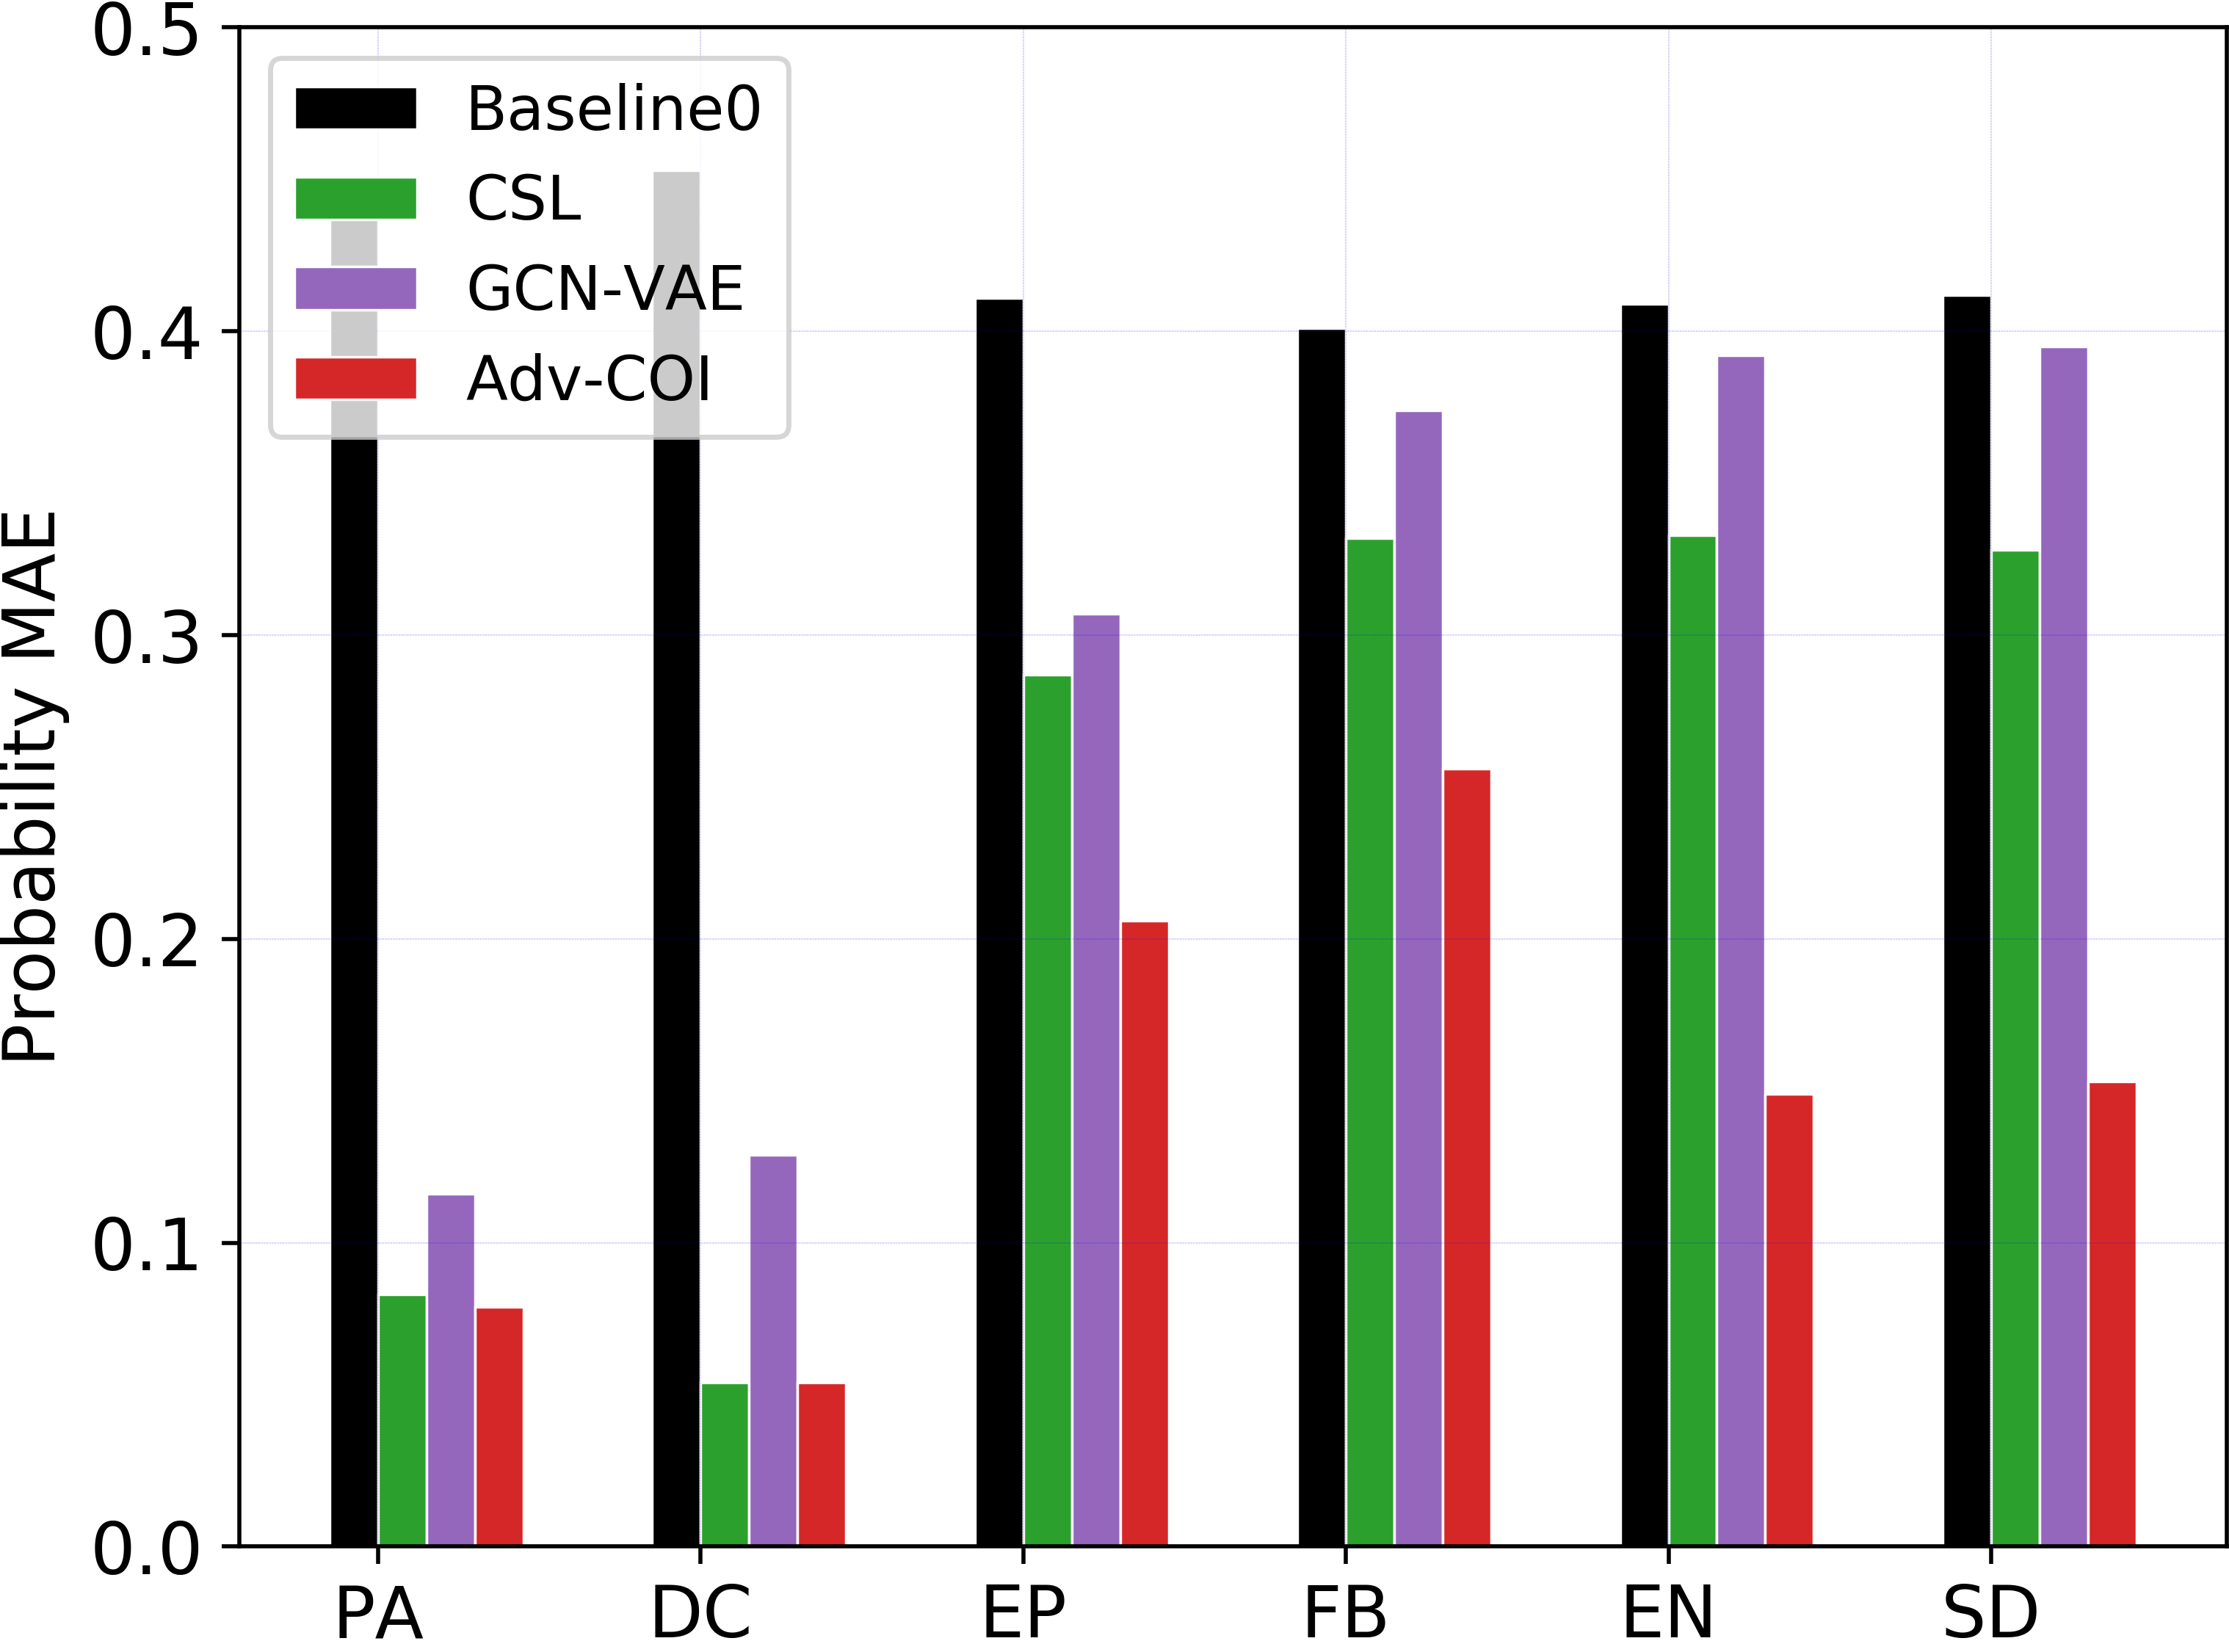 Probability MAE
0.5
0.4
0.3
0.2
0.1
0.0
Baseline0
CSL
GCN-VAE
Adv-COI
PA DC EP FB EN SD